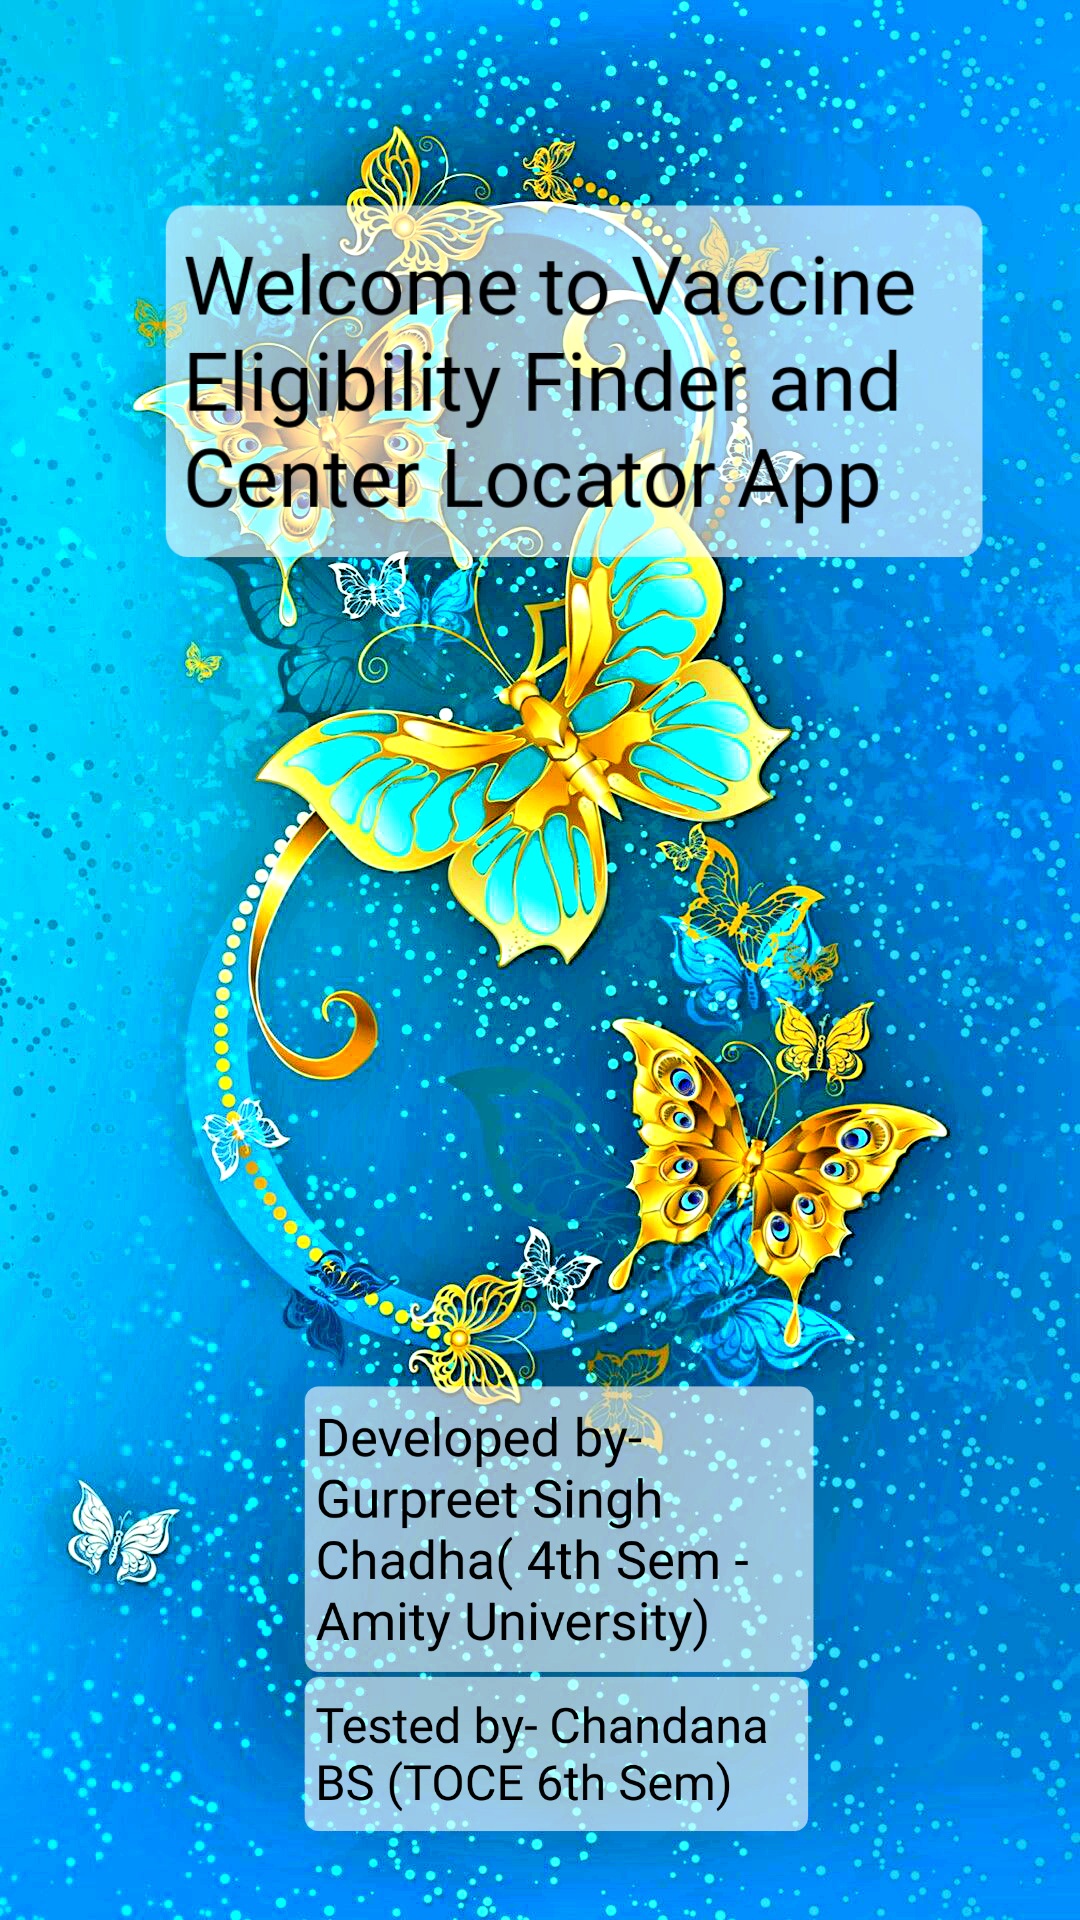 Welcome to Vaccine
Eligibility Finder and
Center Locator App
Developed by-
Gurpreet Singh
Chadha( 4th Sem -
Amity University)
Tested by- Chandana
BS (TOCE 6th Sem)